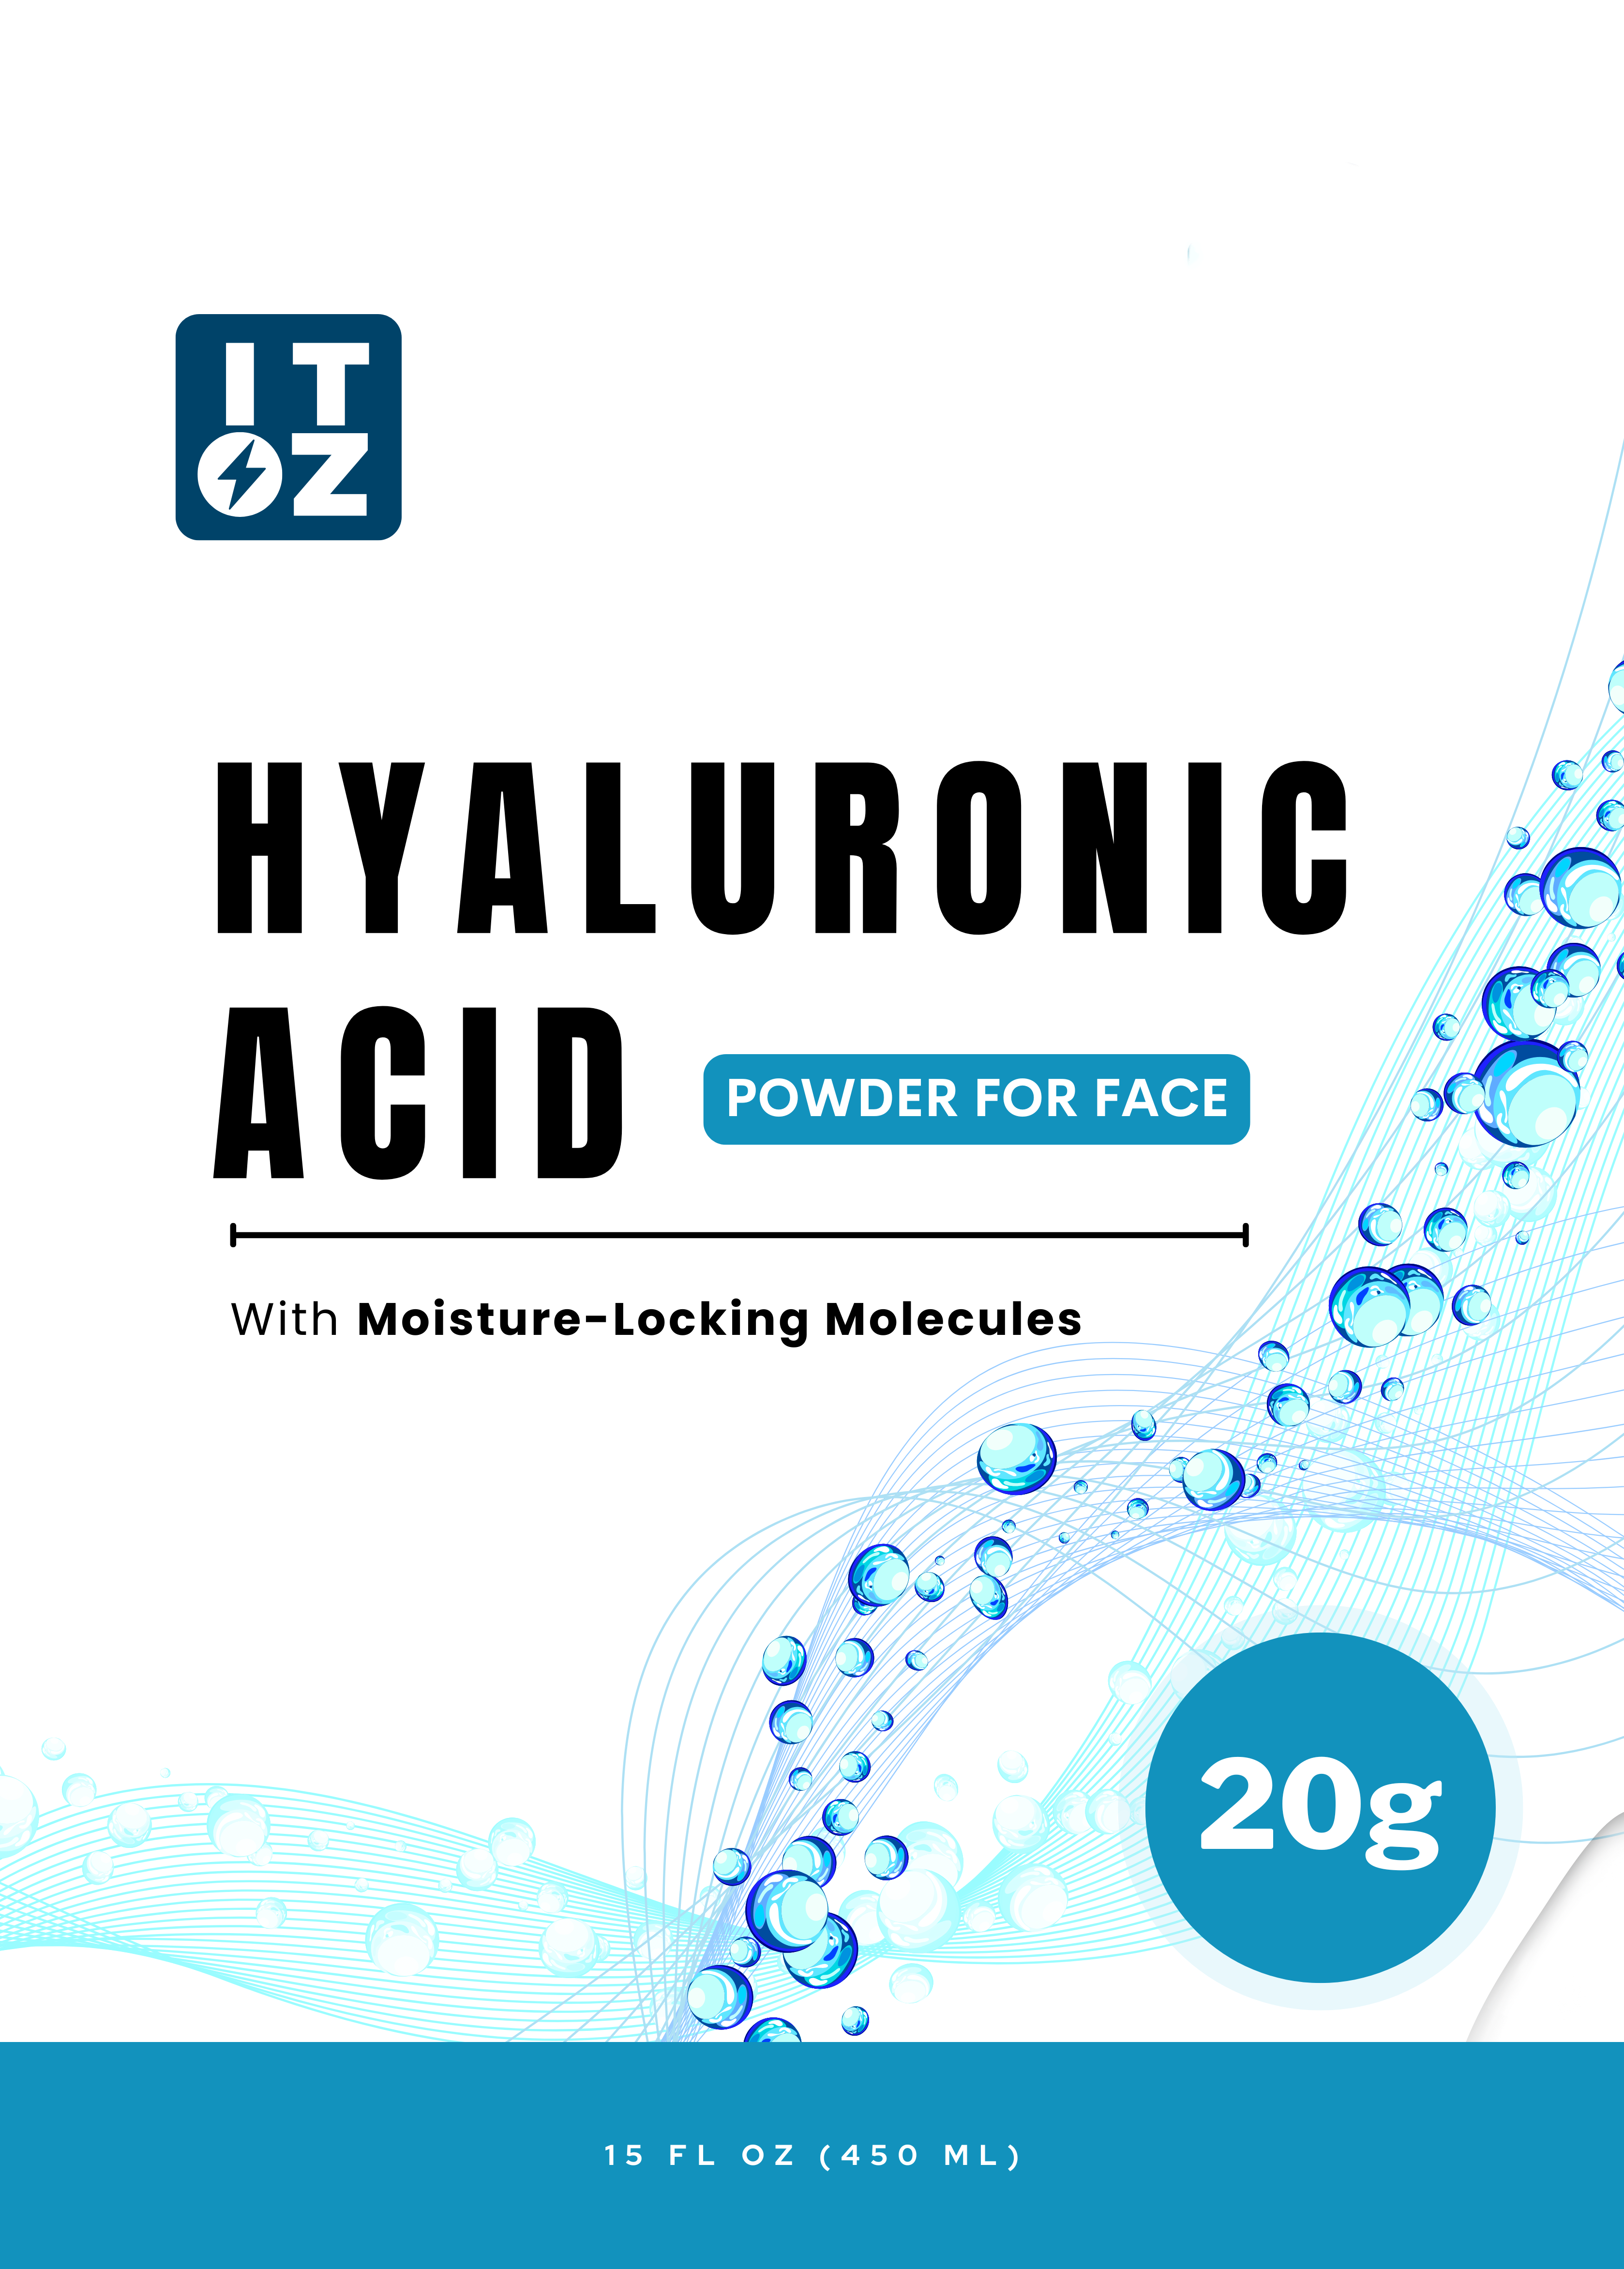 IT
OZ
HYALURONIC
ACID
POWDER FOR FACE
With Moisture-Locking Molecules
20g
15 FL OZ (450 ML)